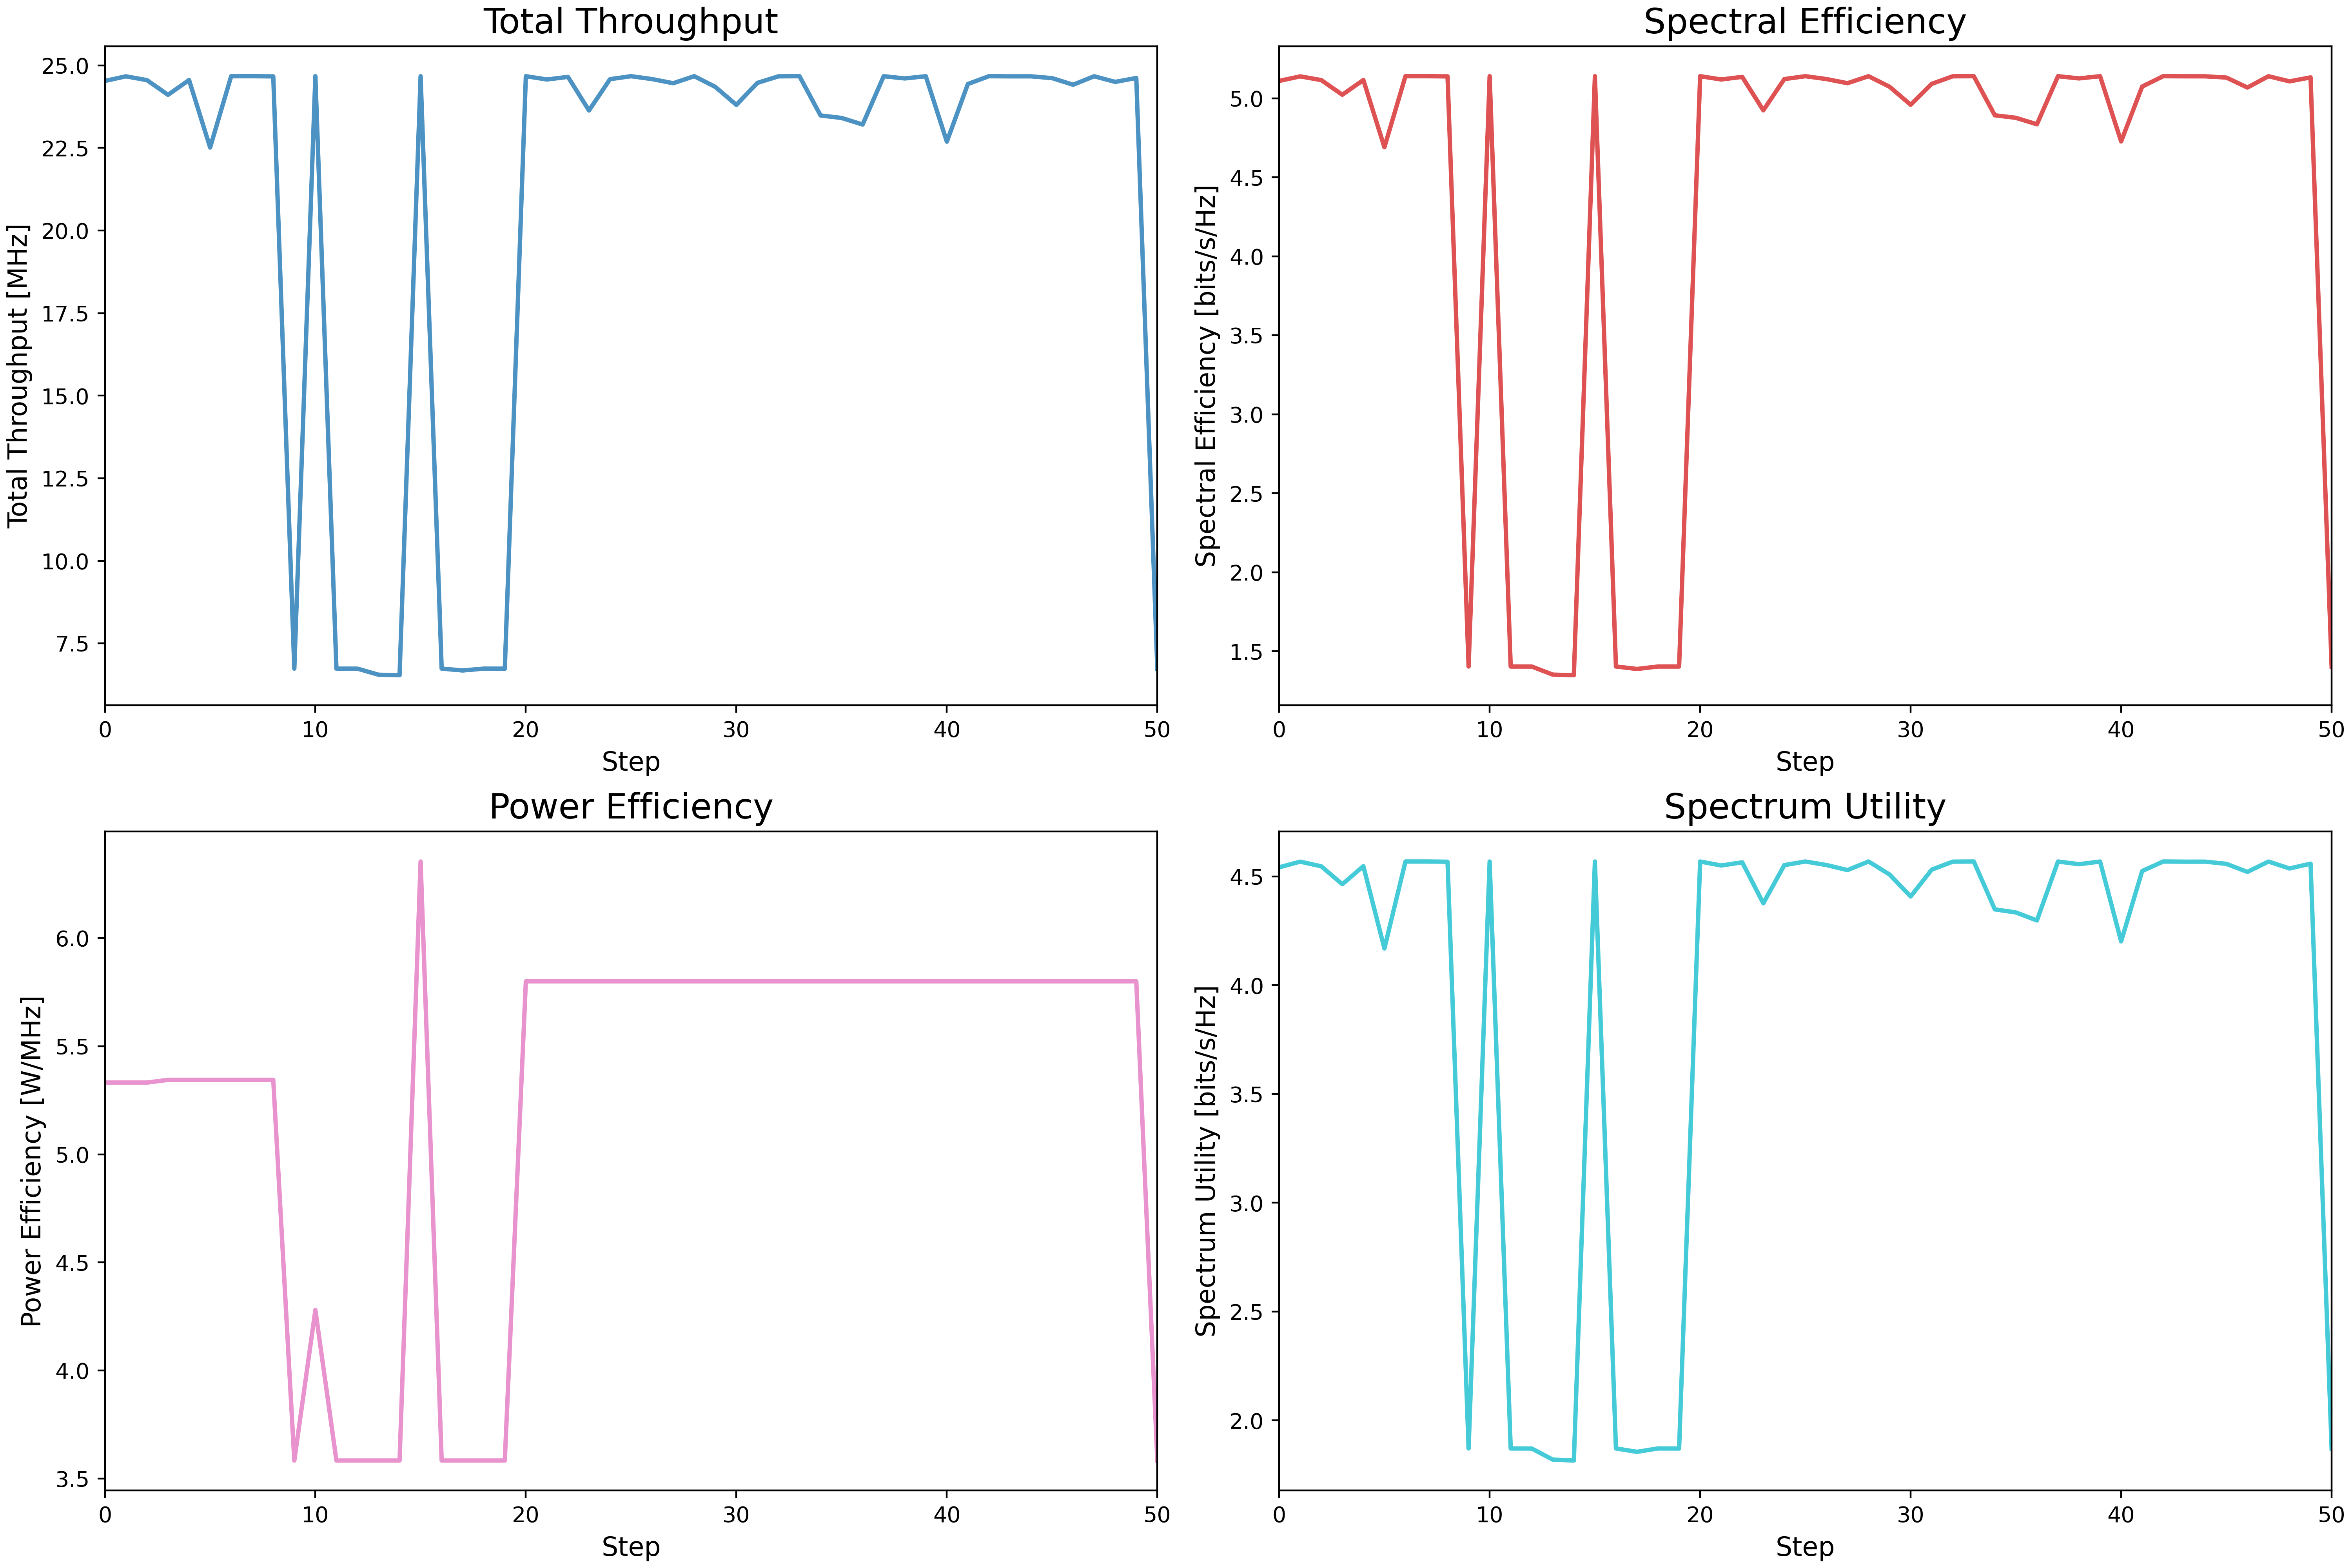 Total Throughput
Total Throughput [MHz]
25.0
22.5
20.0
17.5
15.0
12.5
10.0
7.5
0 10 20 30 40 50
Step
Spectral Efficiency
Spectral Efficiency [bits/s/Hz]
5.0
4.5
4.0
3.5
3.0
2.5
2.0
1.5
0 10 20 30 40 50
Step
Power Efficiency
Power Efficiency [W/MHz]
6.0
5.5
5.0
4.5
4.0
3.5
0 10 20 30 40 50
Step
Spectrum Utility
Spectrum Utility [bits/s/Hz]
4.5
4.0
3.5
3.0
2.5
2.0
0 10 20 30 40 50
Step